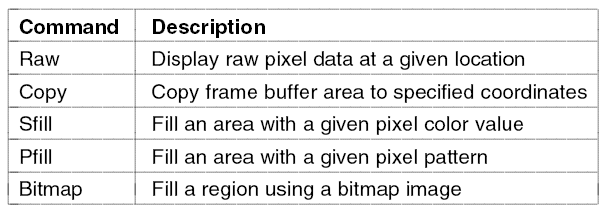 Command Description
Raw Display raw pixel data at a given location
Copy Copy frame buffer area to specified coordinates
Sfill Fill an area with a given pixel color value
Pfill Fill an area with a given pixel pattern
Bitmap Fill a region using a bitmap image